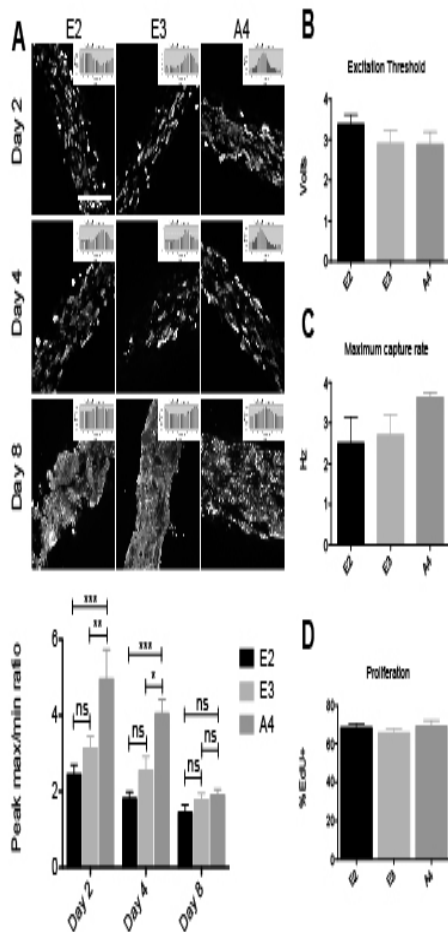 A
E2
E3
A4
Day 2
Day 4
Day 8
Peak max/min ratio
6
4
2
0
***
**
ns
***
*
ns
ns
ns
ns
Day 2
Day 4
Day 8
E2
E3
A4
B
Excitation Threshold
Volts
4
3
2
1
0
E2
E3
A4
C
Maximum capture rate
Hz
4
3
2
1
0
E2
E3
A4
D
Proliferation
%EdU+
80
60
40
20
0
E2
E3
A4